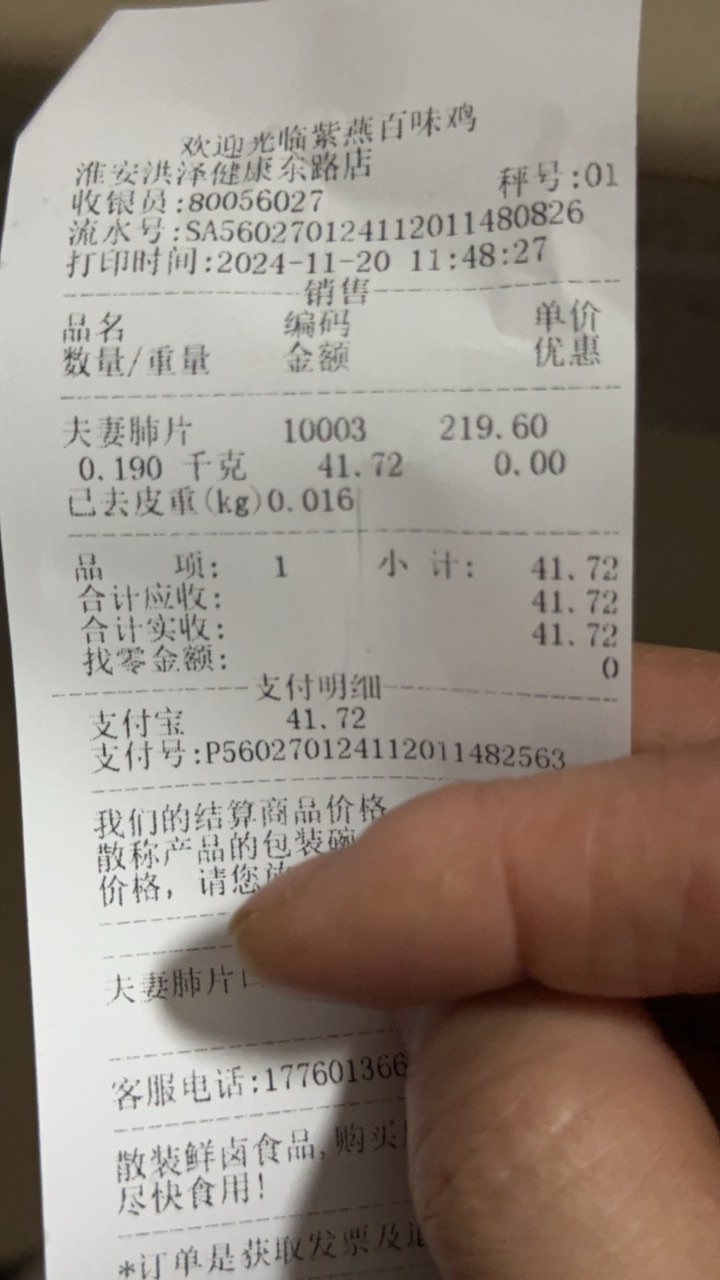 欢迎光临紫燕百味鸡
淮安洪泽健康东路店
秤号:01
收银员:80056027
流水号:SA5602701241120114808​26
打印时间:2024-11-20 11:48:27
销售
品名 编码 单价
数量/重量 金额 优惠
夫妻肺片 10003 219.60
0.190 千克 41.72 0.00
已去皮重(kg)0.016
品 项: 1 小 计: 41.72
合计应收: 41.72
合计实收: 41.72
找零金额: 0
支付明细
支付宝 41.72
支付号:P560270124112011482563
我们的结算商品价格
散称产品的包装碗
价格，请您放
夫妻肺片
客服电话:177601366
散装鲜卤食品,购买
尽快食用!
*订单是获取发票及退